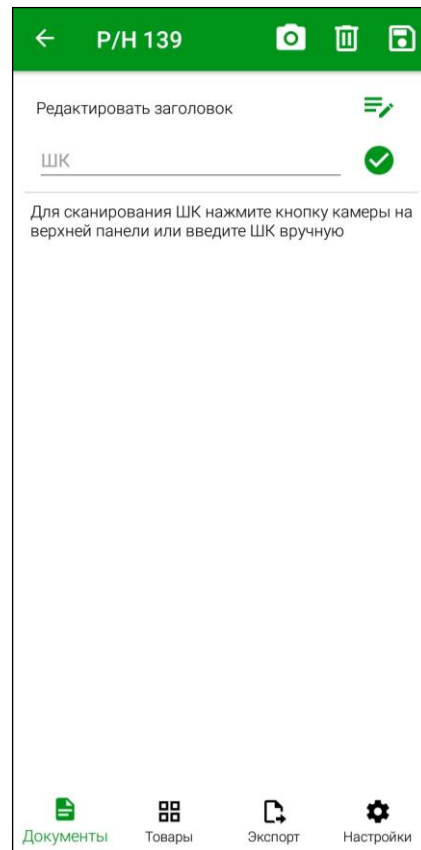 Р/Н 139
Редактировать заголовок
ШК
Для сканирования ШК нажмите кнопку камеры на
верхней панели или введите ШК вручную
Документы
Товары
Экспорт
Настройки